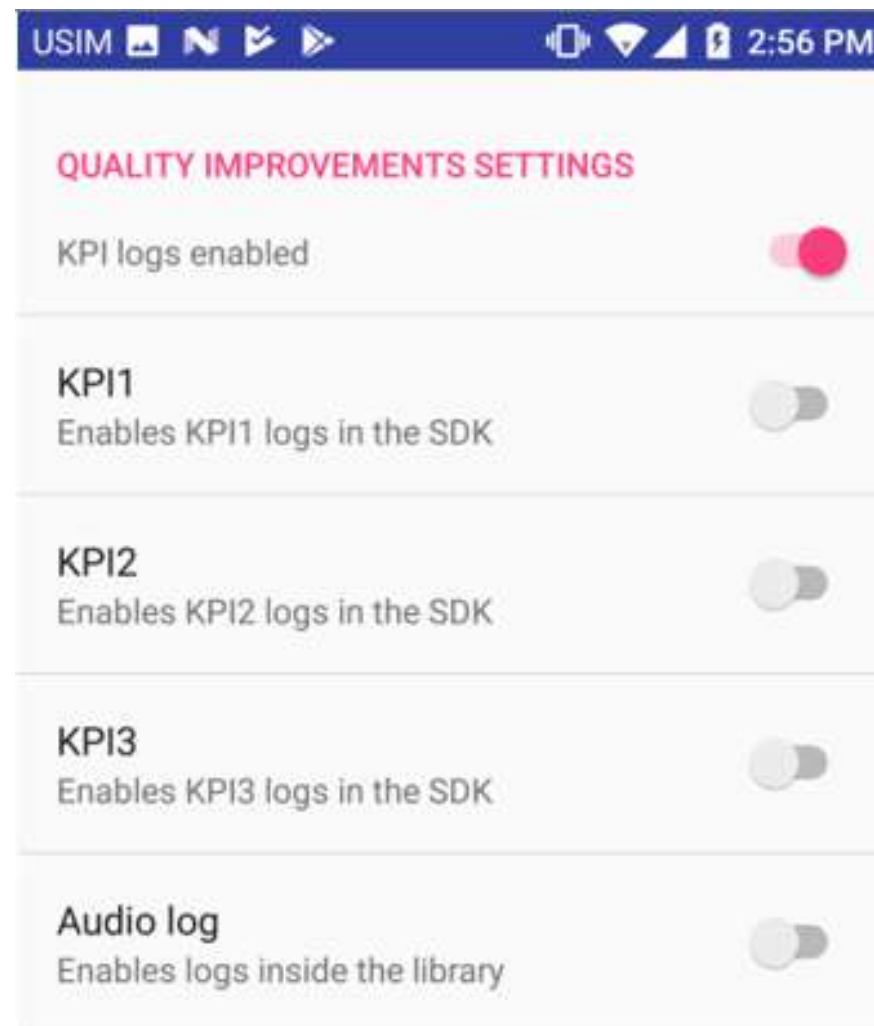 USIM 2:56 PM
QUALITY IMPROVEMENTS SETTINGS
KPI logs enabled
KPI1
Enables KPI1 logs in the SDK
KPI2
Enables KPI2 logs in the SDK
KPI3
Enables KPI3 logs in the SDK
Audio log
Enables logs inside the library